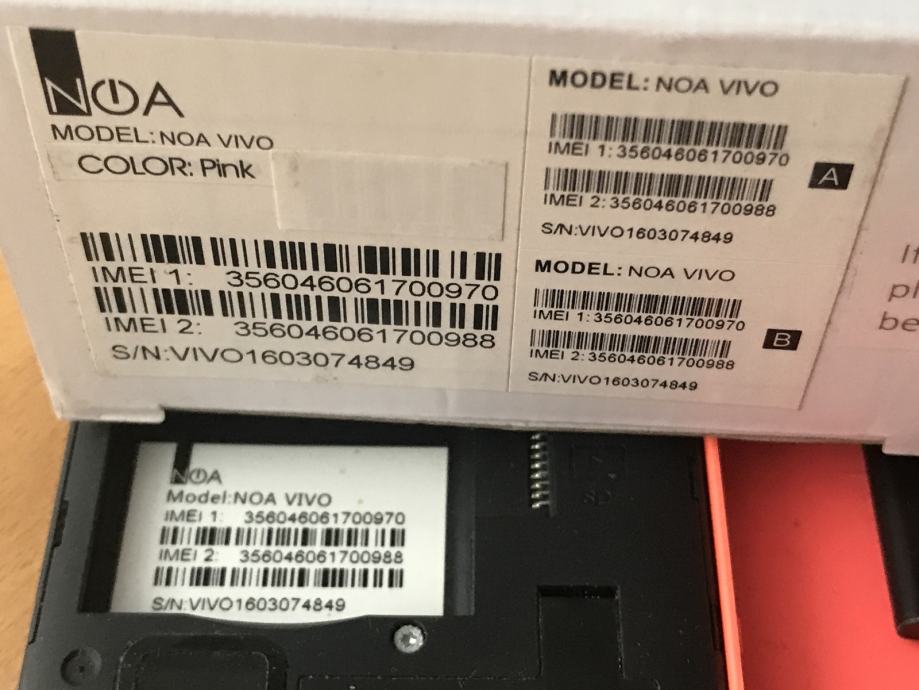 NOA
MODEL: NOA VIVO
COLOR: Pink
IMEI 1: 356046061700970
IMEI 2: 356046061700988
S/N:VIVO1603074849
MODEL: NOA VIVO
IMEI 1:356046061700970
IMEI 2:356046061700988
S/N:VIVO1603074849
A
MODEL: NOA VIVO
IMEI 1:356046061700970
IMEI 2:356046061700988
S/N:VIVO1603074849
B
NOA
Model:NOA VIVO
IMEI 1: 356046061700970
IMEI 2: 356046061700988
S/N:VIVO1603074849